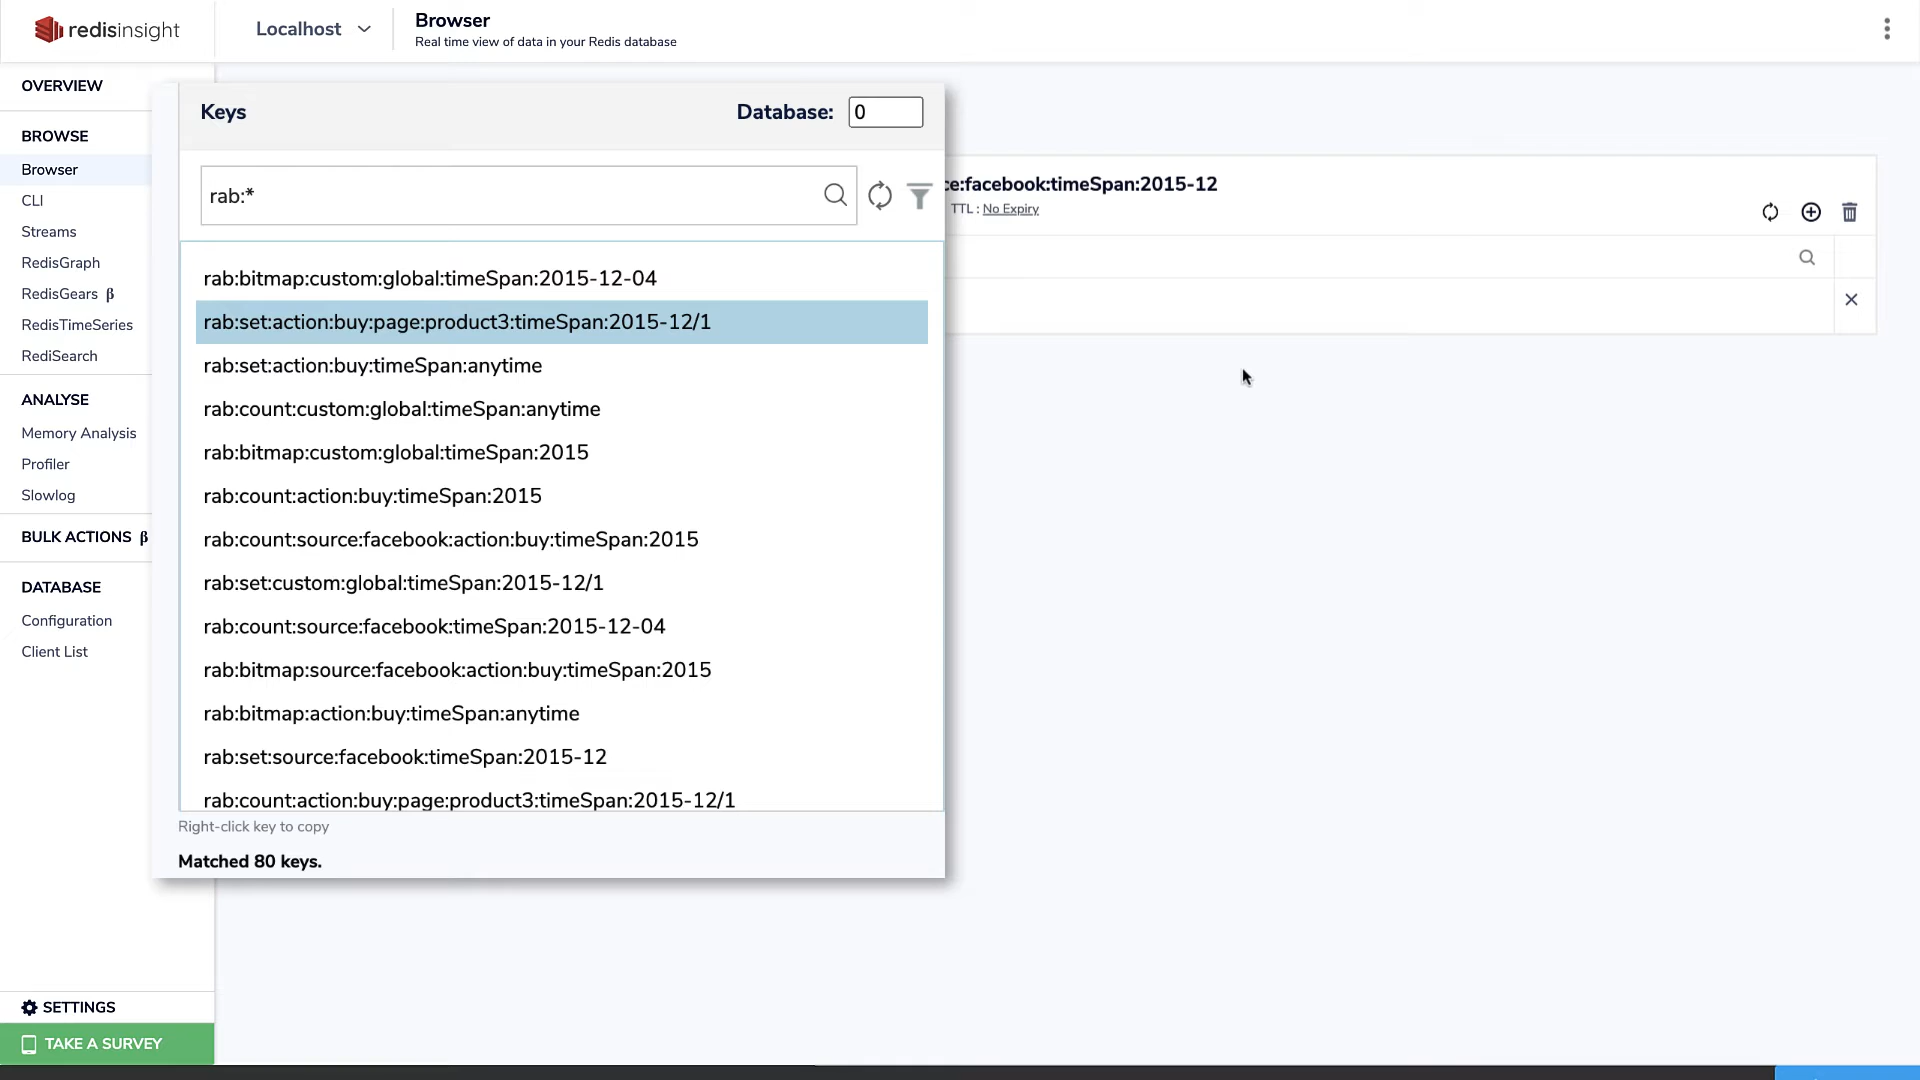 redisinsight
Localhost
Browser
Real time view of data in your Redis database
OVERVIEW
BROWSE
Browser
CLI
Streams
RedisGraph
RedisGears β
RedisTimeSeries
RediSearch
ANALYSE
Memory Analysis
Profiler
Slowlog
BULK ACTIONS β
DATABASE
Configuration
Client List
SETTINGS
TAKE A SURVEY
Keys
Database: 0
rab:*
rab:bitmap:custom:global:timeSpan:2015-12-04
rab:set:action:buy:page:product3:timeSpan:2015-12/1
rab:set:action:buy:timeSpan:anytime
rab:count:custom:global:timeSpan:anytime
rab:bitmap:custom:global:timeSpan:2015
rab:count:action:buy:timeSpan:2015
rab:count:source:facebook:action:buy:timeSpan:2015
rab:set:custom:global:timeSpan:2015-12/1
rab:count:source:facebook:timeSpan:2015-12-04
rab:bitmap:source:facebook:action:buy:timeSpan:2015
rab:bitmap:action:buy:timeSpan:anytime
rab:set:source:facebook:timeSpan:2015-12
rab:count:action:buy:page:product3:timeSpan:2015-12/1
Right-click key to copy
Matched 80 keys.
ce:facebook:timeSpan:2015-12
TTL : No Expiry